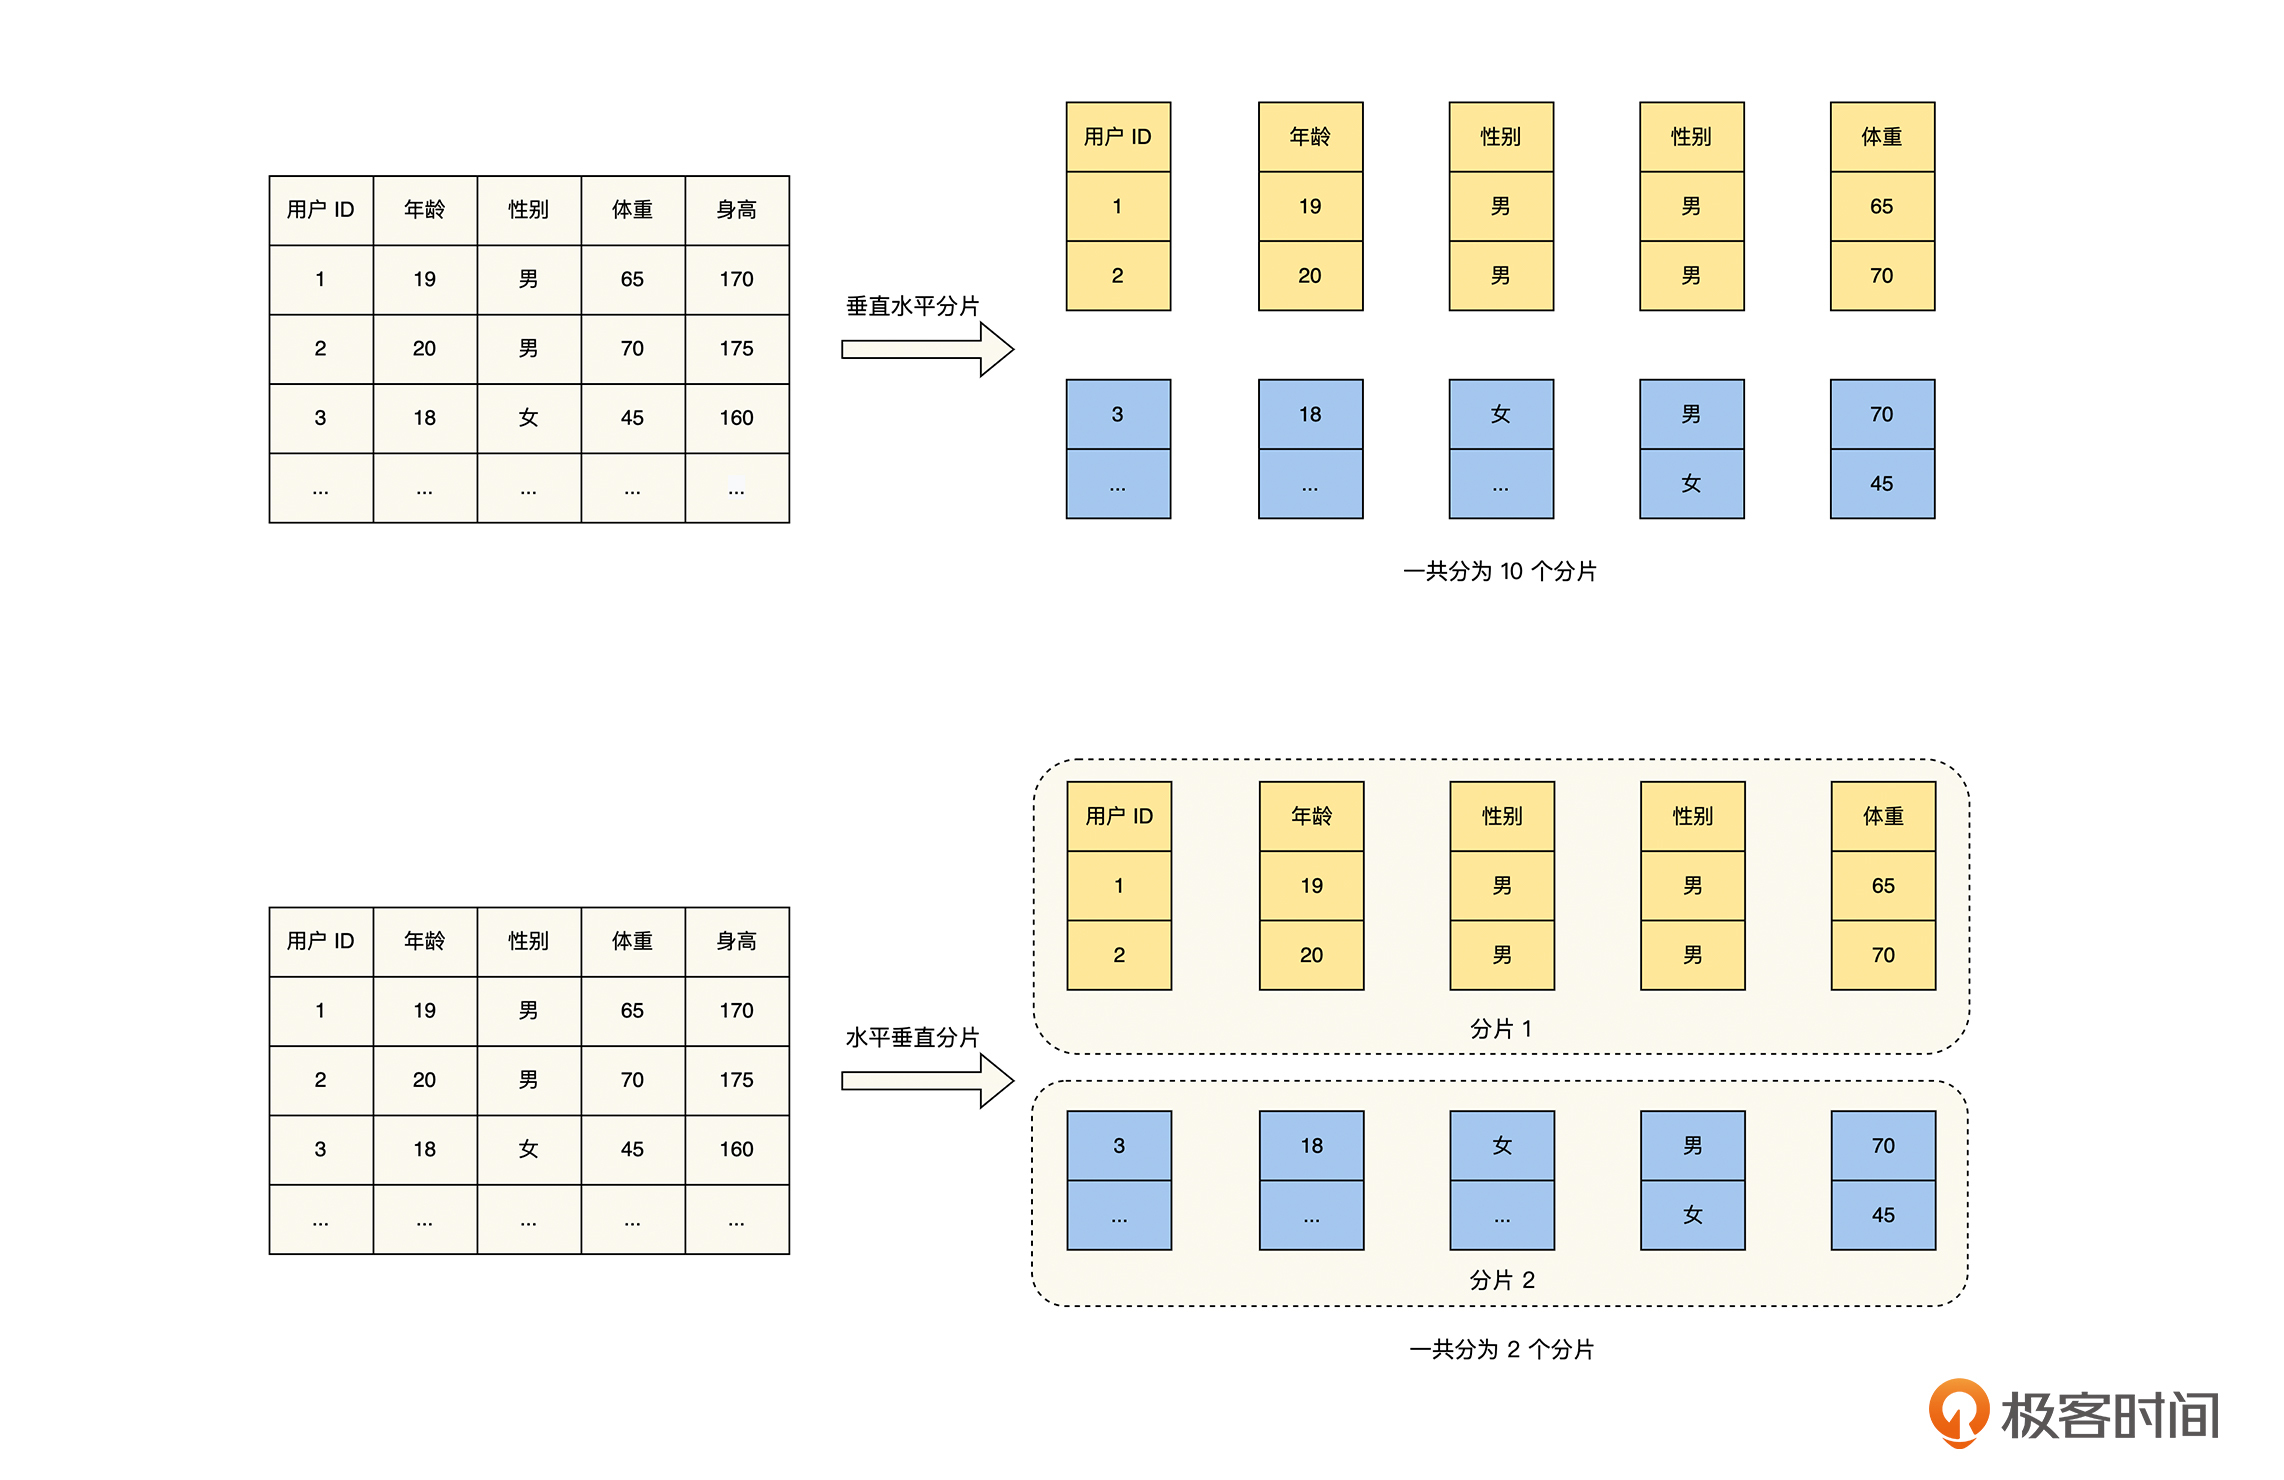 用户 ID 年龄 性别 体重 身高
1 19 男 65 170
2 20 男 70 175
3 18 女 45 160
... ... ... ... ...
垂直水平分片
用户 ID 年龄 性别 性别 体重
1 19 男 男 65
2 20 男 男 70
3 18 女 男 70
... ... ... 女 45
一共分为 10 个分片
用户 ID 年龄 性别 体重 身高
1 19 男 65 170
2 20 男 70 175
3 18 女 45 160
... ... ... ... ...
水平垂直分片
用户 ID 年龄 性别 性别 体重
1 19 男 男 65
2 20 男 男 70
分片 1
3 18 女 男 70
... ... ... 女 45
分片 2
一共分为 2 个分片
极客时间